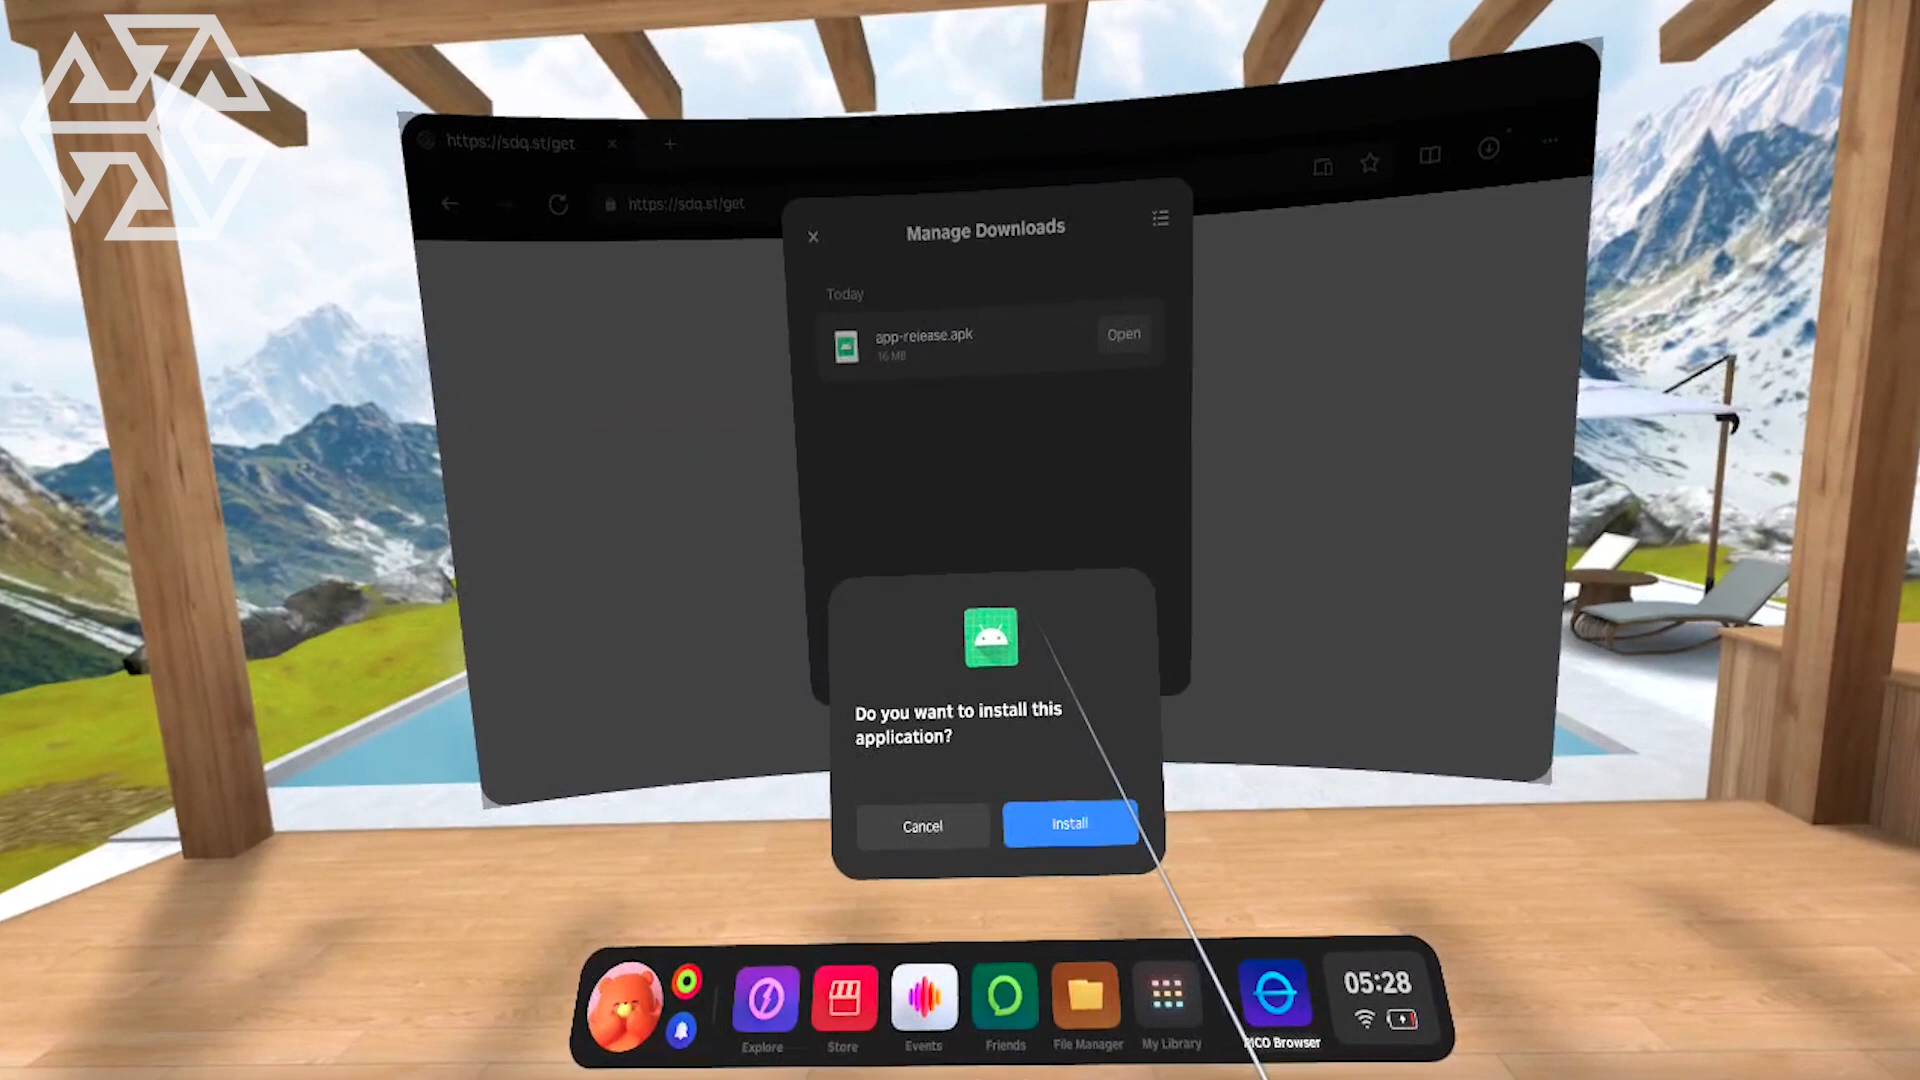 https://sdq.st/get
https://sdq.st/get
Manage Downloads
Today
app-release.apk
16 MB
Open
Do you want to install this
application?
Cancel
Install
05:28
Explore
Store
Events
Friends
File Manager
My Library
PICO Browser